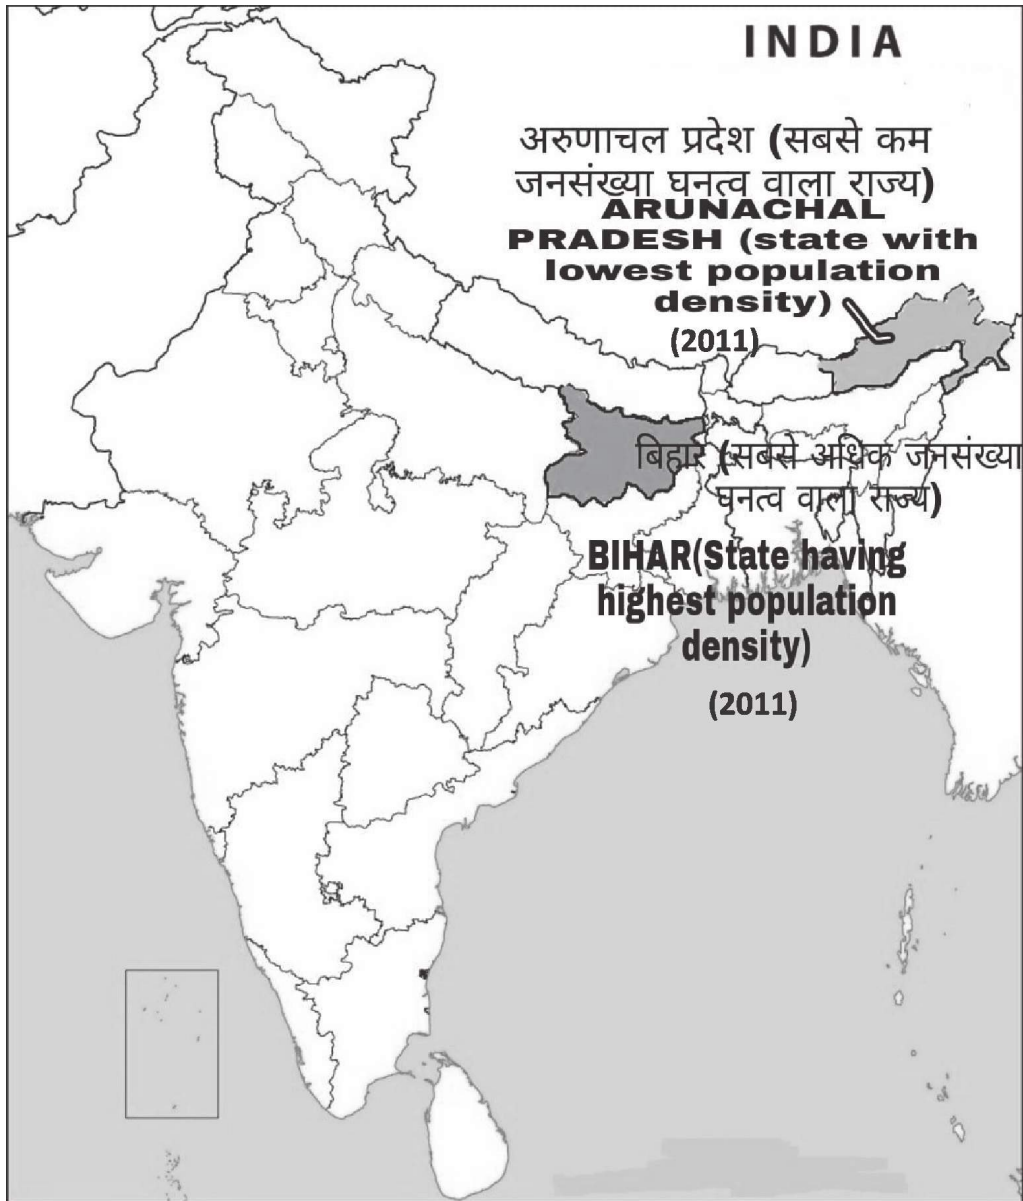 INDIA
अरुणाचल प्रदेश (सबसे कम
जनसंख्या घनत्व वाला राज्य)
ARUNACHAL
PRADESH (state with
lowest population
density)
(2011)
बिहार (सबसे अधिक जनसंख्या
घनत्व वाला राज्य)
BIHAR(State having
highest population
density)
(2011)